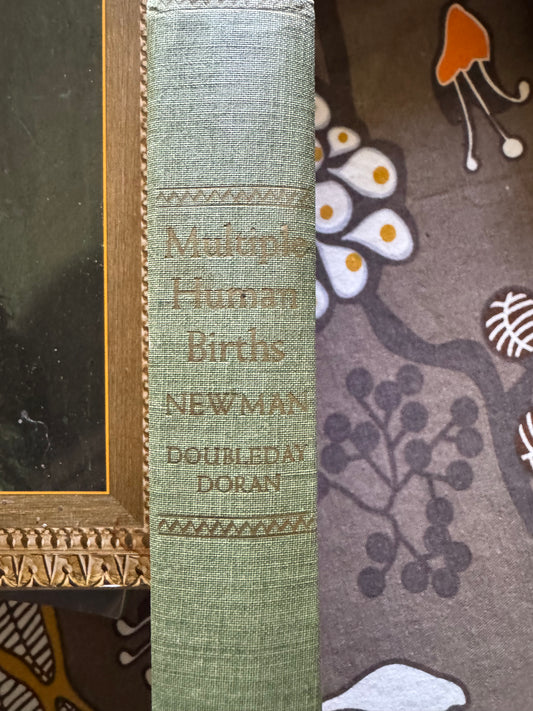 Multiple
Human
Births
NEWMAN
DOUBLEDAY
DORAN